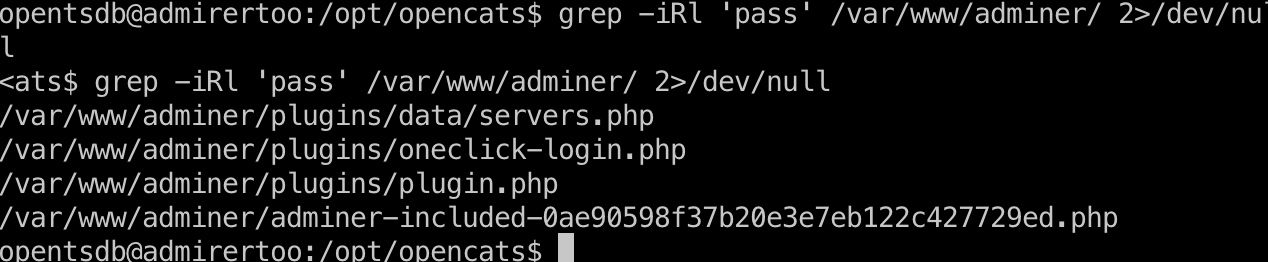 opentsdb@admirertoo:/opt/opencats$ grep -iRl 'pass' /var/www/adminer/ 2>/dev/nul
l
<ats$ grep -iRl 'pass' /var/www/adminer/ 2>/dev/null
/var/www/adminer/plugins/data/servers.php
/var/www/adminer/plugins/oneclick-login.php
/var/www/adminer/plugins/plugin.php
/var/www/adminer/adminer-included-0ae90598f37b20e3e7eb122c427729ed.php
opentsdb@admirertoo:/opt/opencats$